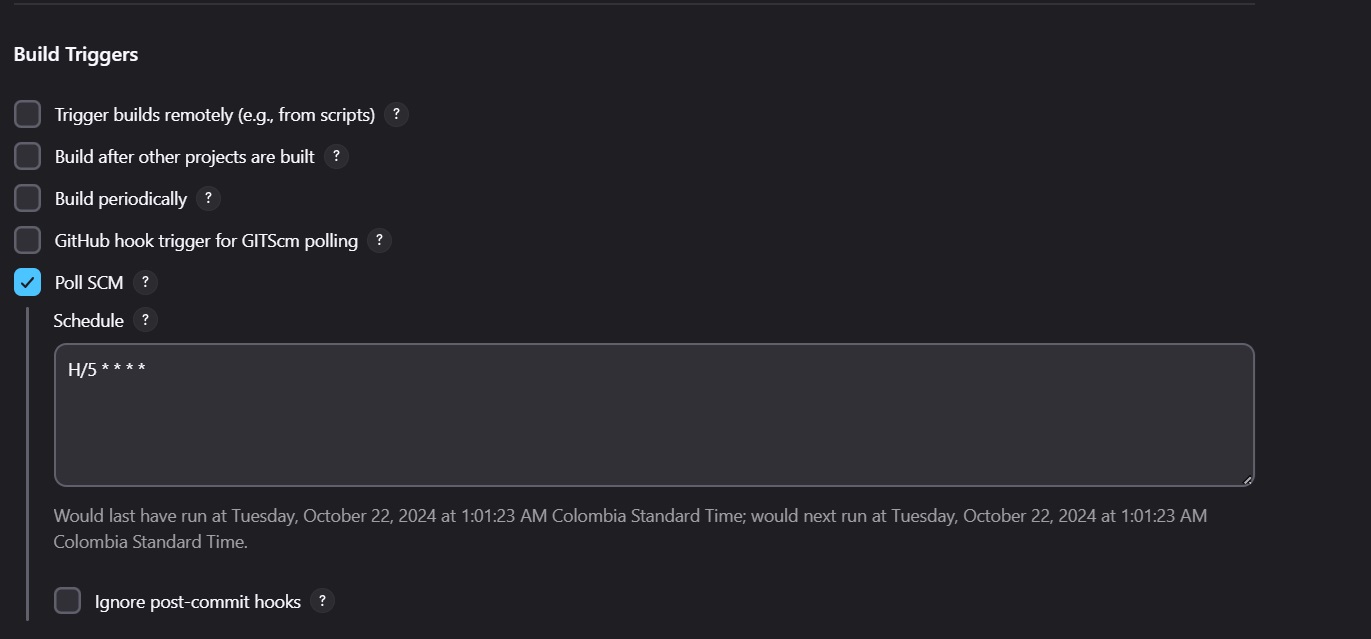 Build Triggers
Trigger builds remotely (e.g., from scripts) ?
Build after other projects are built ?
Build periodically ?
GitHub hook trigger for GITScm polling ?
Poll SCM ?
Schedule ?
H/5 * * * *
Would last have run at Tuesday, October 22, 2024 at 1:01:23 AM Colombia Standard Time; would next run at Tuesday, October 22, 2024 at 1:01:23 AM
Colombia Standard Time.
Ignore post-commit hooks ?